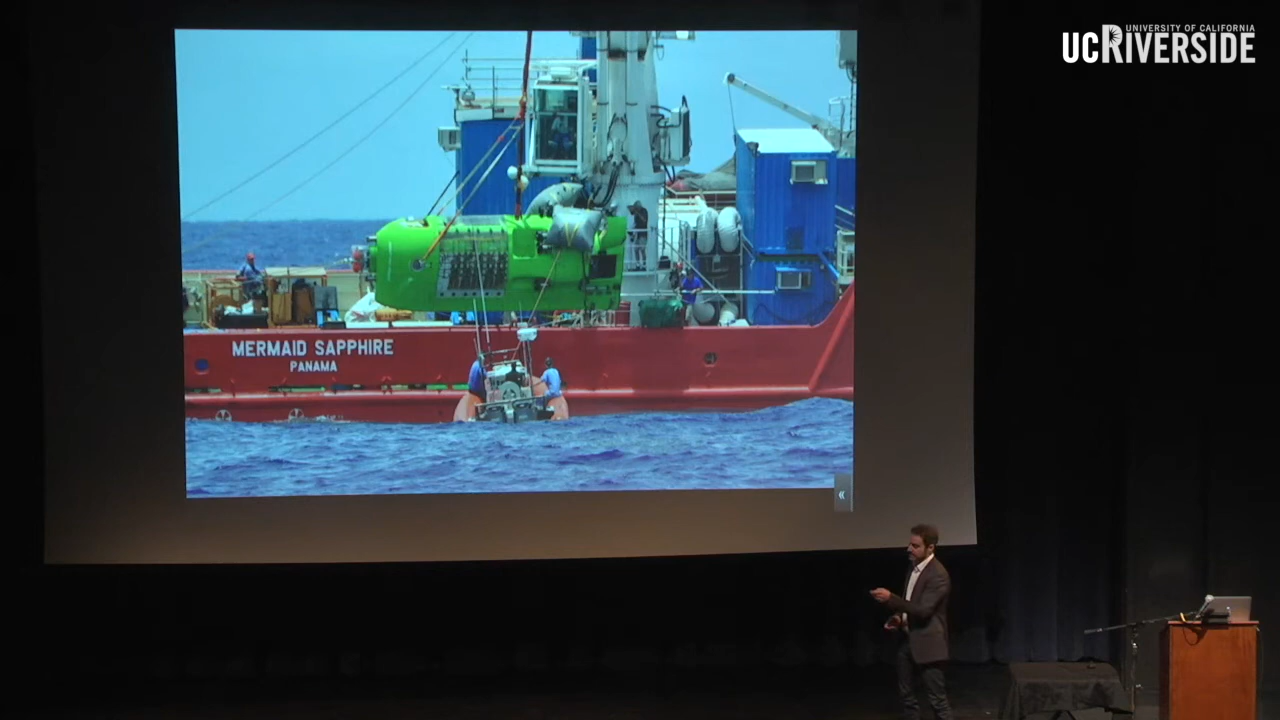 UNIVERSITY OF CALIFORNIA
UCRIVERSIDE
MERMAID SAPPHIRE
PANAMA
«